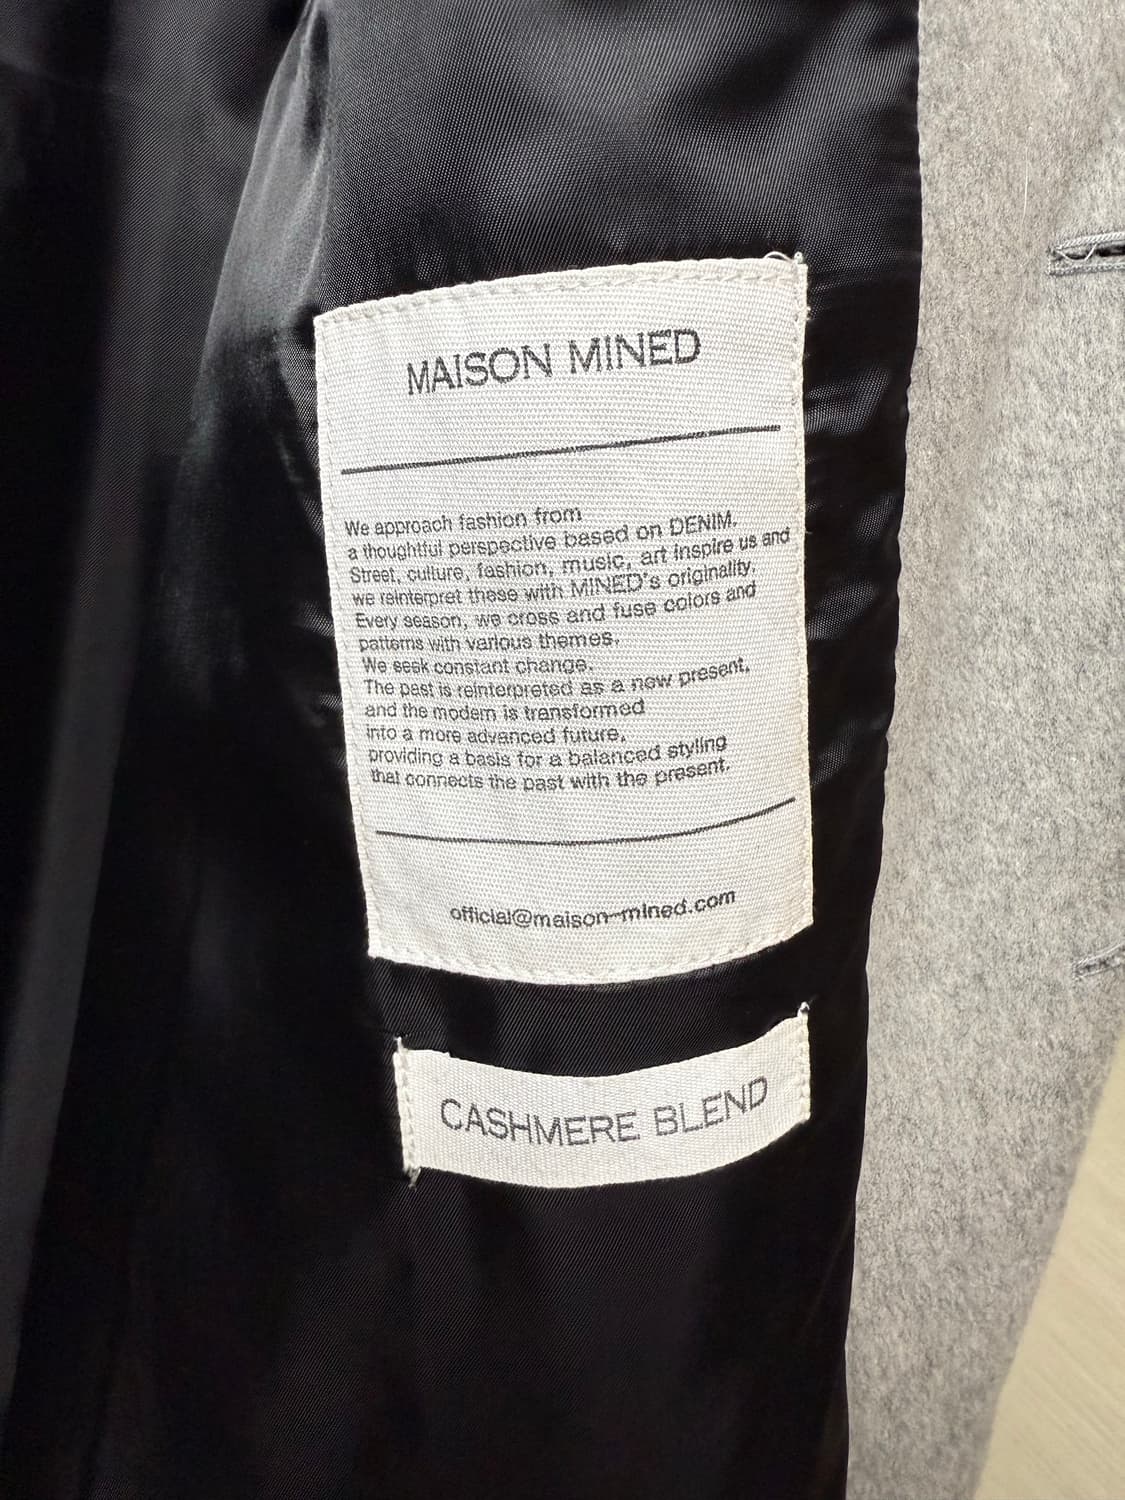 MAISON MINED
We approach fashion from
a thoughtful perspective based on DENIM.
Street, culture, fashion, music, art inspire us and
we reinterpret these with MINED's originality.
Every season, we cross and fuse colors and
patterns with various themes.
We seek constant change.
The past is reinterpreted as a new present,
and the modern is transformed
into a more advanced future,
providing a basis for a balanced styling
that connects the past with the present.
official@maison-mined.com
CASHMERE BLEND